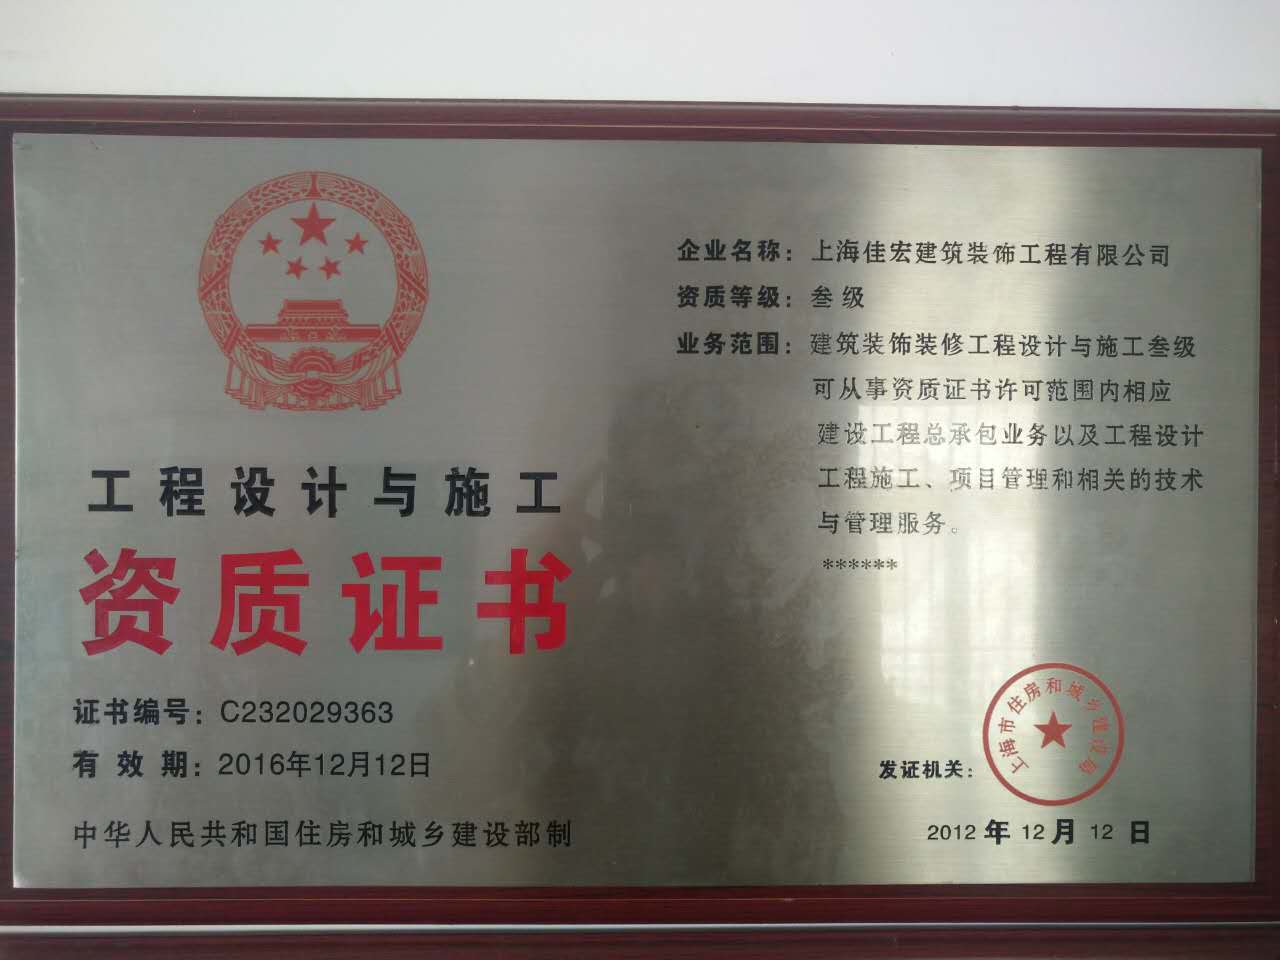 工程设计与施工
资质证书
证书编号：C232029363
有效期：2016年12月12日
中华人民共和国住房和城乡建设部制
企业名称：上海佳宏建筑装饰工程有限公司
资质等级：叁级
业务范围：建筑装饰装修工程设计与施工叁级
可从事资质证书许可范围内相应
建设工程总承包业务以及工程设计
工程施工、项目管理和相关的技术
与管理服务。
******
上海市住房和城乡建设局
发证机关：
2012年12月12日